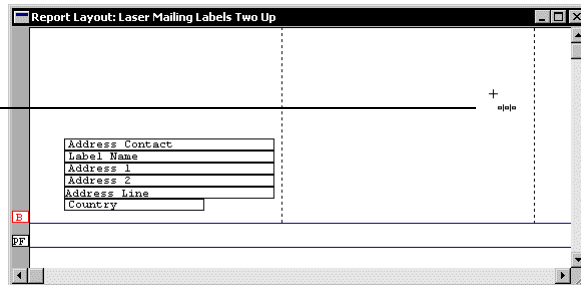 Report Layout: Laser Mailing Labels Two Up
Address Contact
Label Name
Address 1
Address 2
Address Line
Country
B
PF